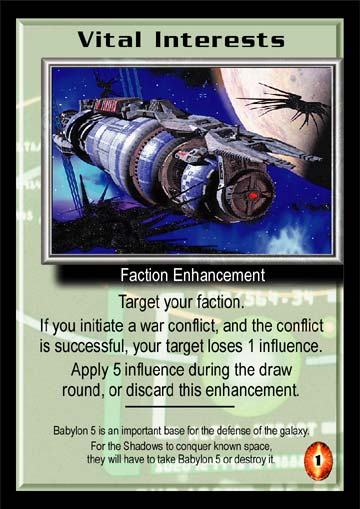 Vital Interests
Faction Enhancement
Target your faction.
If you initiate a war conflict, and the conflict
is successful, your target loses 1 influence.
Apply 5 influence during the draw
round, or discard this enhancement.
Babylon 5 is an important base for the defense of the galaxy.
For the Shadows to conquer known space,
they will have to take Babylon 5 or destroy it.
1